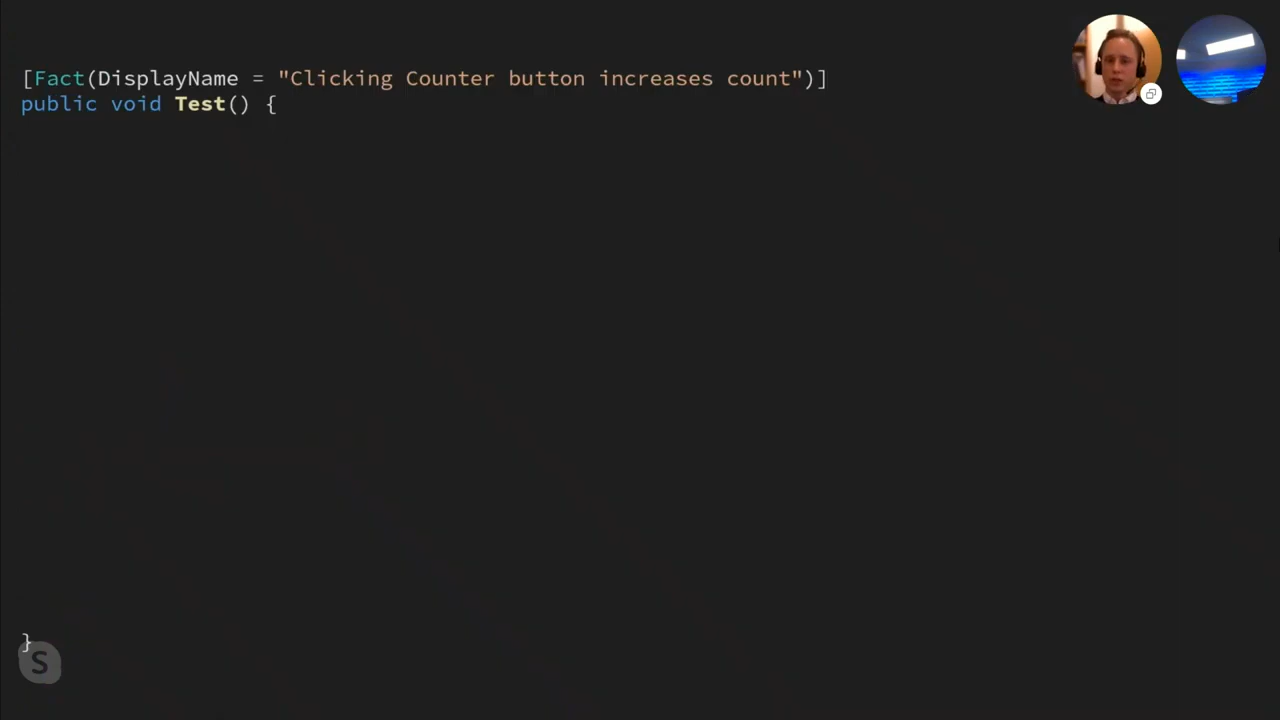 [Fact(DisplayName = "Clicking Counter button increases count")]
public void Test() {
}
S